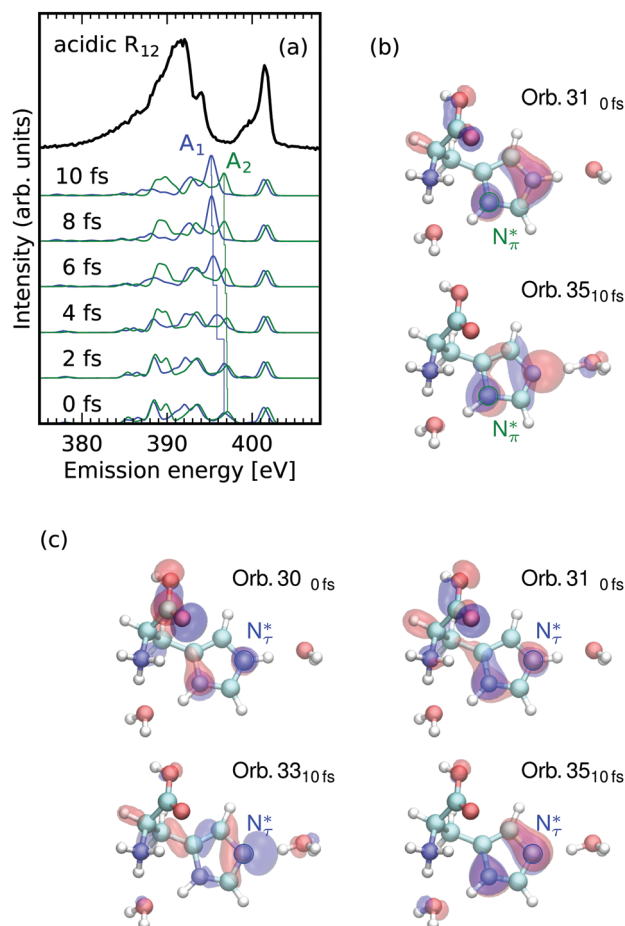 (a)
acidic R₁₂
A₁
A₂
10 fs
8 fs
6 fs
4 fs
2 fs
0 fs
Intensity (arb. units)
380
390
400
Emission energy [eV]
(b)
Orb. 31 0 fs
N*π
Orb. 35 10 fs
N*π
(c)
Orb. 30 0 fs
N*τ
Orb. 31 0 fs
N*τ
Orb. 33 10 fs
N*τ
Orb. 35 10 fs
N*τ